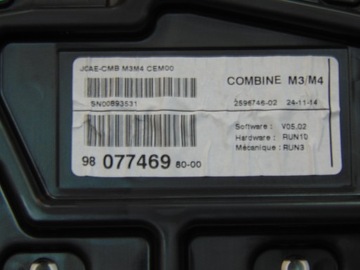 JCAE-CMB M3M4 CEM00
COMBINE M3/M4
SN00893531
2596746-02 24-11-14
Software : V05.02
Hardware : RUN10
Mécanique : RUN3
98 077469 80-00